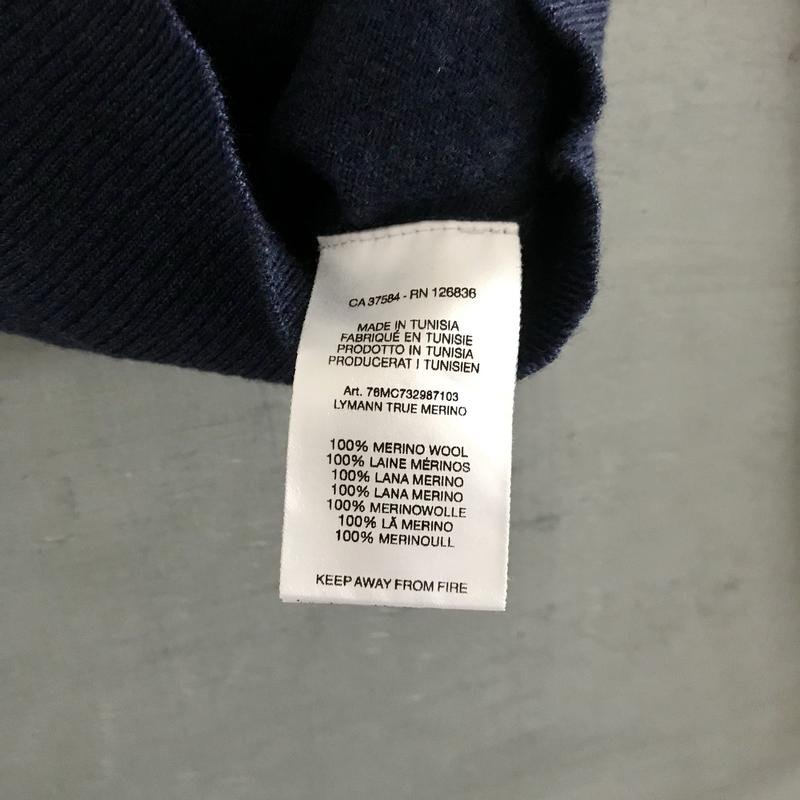 CA 37584 - RN 126836
MADE IN TUNISIA
FABRIQUÉ EN TUNISIE
PRODOTTO IN TUNISIA
PRODUCERAT I TUNISIEN
Art. 76MC732987103
LYMANN TRUE MERINO
100% MERINO WOOL
100% LAINE MÉRINOS
100% LANA MERINO
100% LANA MERINO
100% MERINOWOLLE
100% LÃ MERINO
100% MERINOULL
KEEP AWAY FROM FIRE